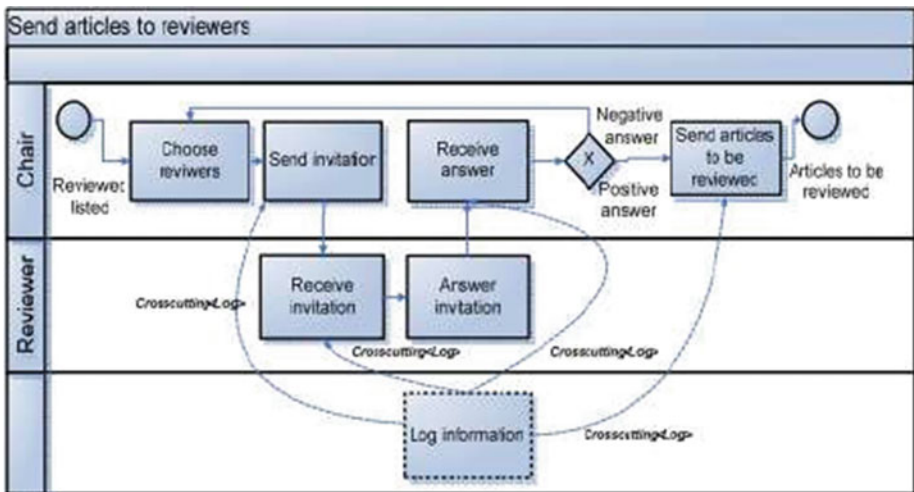 Send articles to reviewers
Chair
Reviewed
listed
Choose
reviwers
Send invitation
Receive
answer
X
Negative
answer
Positive
answer
Send articles
to be
reviewed
Articles to be
reviewed
Reviewer
Receive
invitation
Answer
invitation
Crosscutting<Log>
Crosscutting<Log>
Crosscutting<Log>
Log information
Crosscutting<Log>